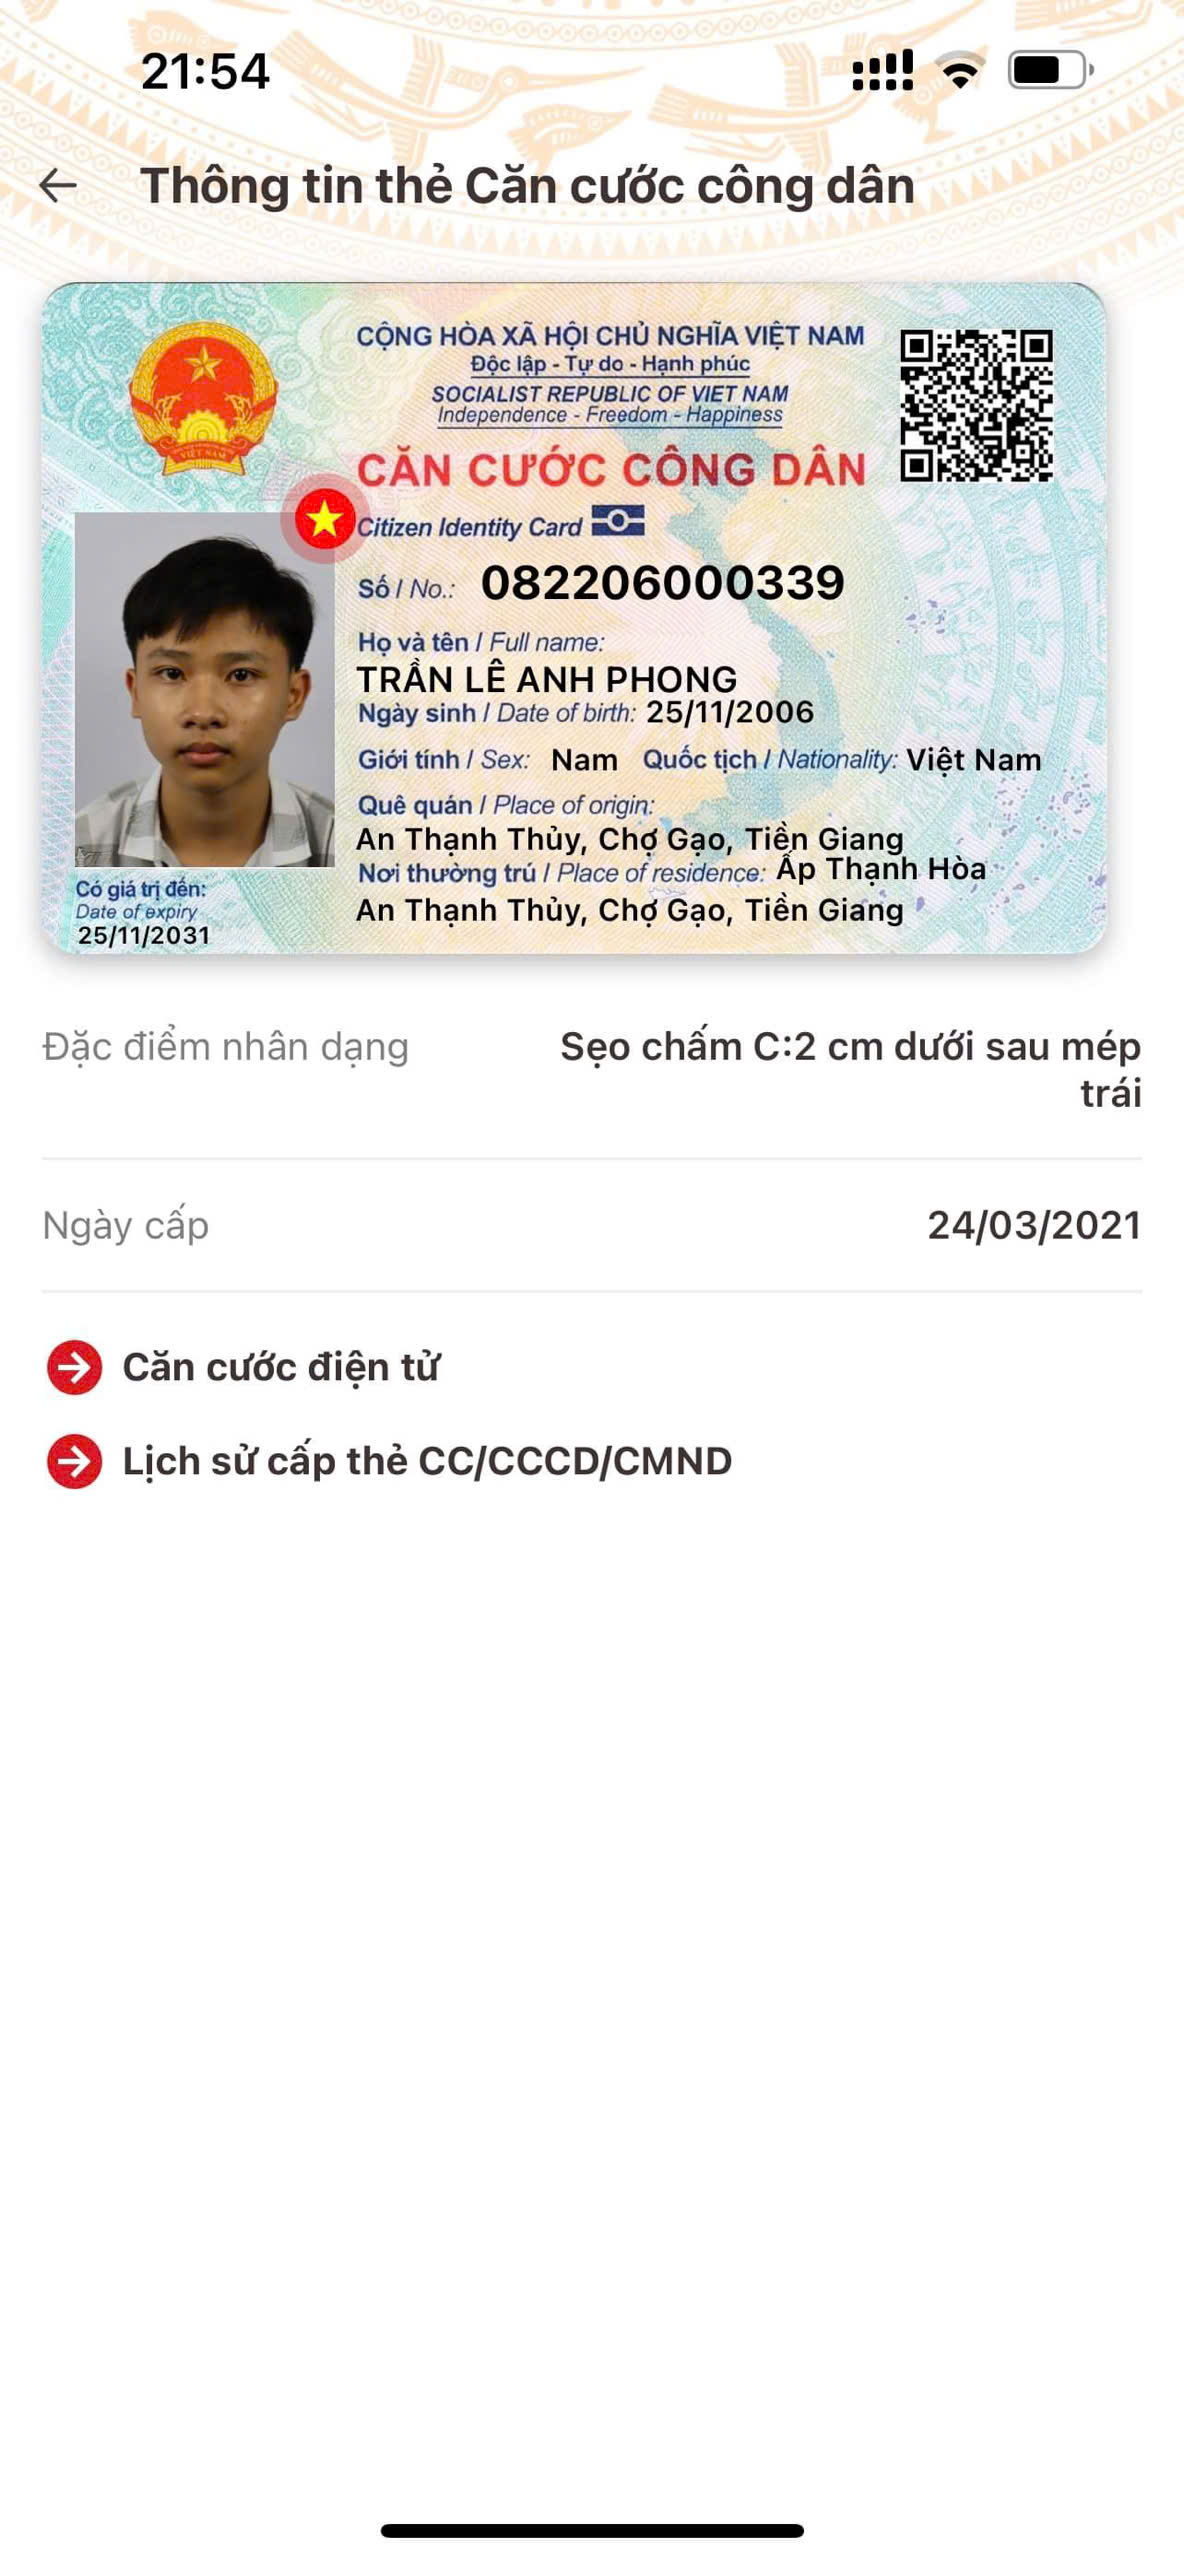 21:54
Thông tin thẻ Căn cước công dân
CỘNG HÒA XÃ HỘI CHỦ NGHĨA VIỆT NAM
Độc lập - Tự do - Hạnh phúc
SOCIALIST REPUBLIC OF VIET NAM
Independence - Freedom - Happiness
VIỆT NAM
CĂN CƯỚC CÔNG DÂN
Citizen Identity Card
Số / No.: 082206000339
Họ và tên / Full name:
TRẦN LÊ ANH PHONG
Ngày sinh / Date of birth: 25/11/2006
Giới tính / Sex: Nam Quốc tịch / Nationality: Việt Nam
Quê quán / Place of origin:
An Thạnh Thủy, Chợ Gạo, Tiền Giang
Nơi thường trú / Place of residence: Ấp Thạnh Hòa
An Thạnh Thủy, Chợ Gạo, Tiền Giang
Có giá trị đến:
Date of expiry
25/11/2031
Đặc điểm nhân dạng
Sẹo chấm C:2 cm dưới sau mép
trái
Ngày cấp 24/03/2021
Căn cước điện tử
Lịch sử cấp thẻ CC/CCCD/CMND